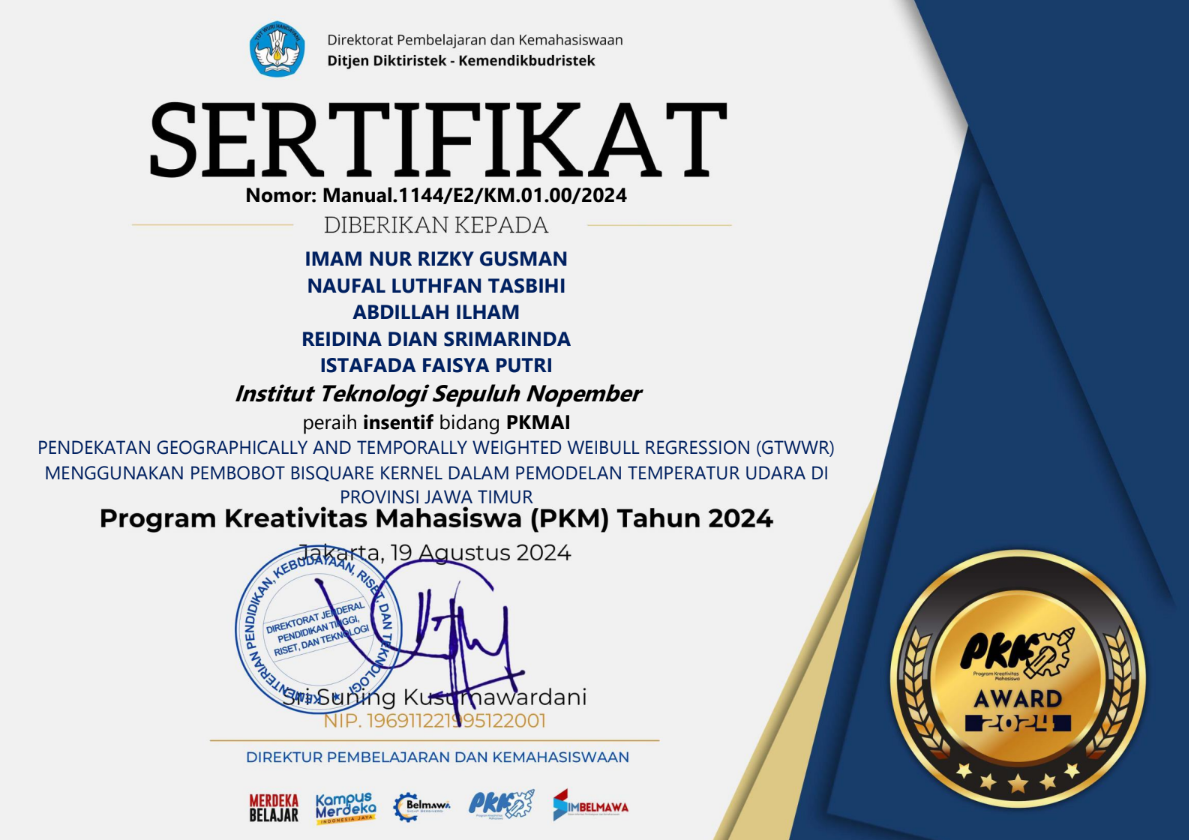 Direktorat Pembelajaran dan Kemahasiswaan
Ditjen Diktiristek - Kemendikbudristek
SERTIFIKAT
Nomor: Manual.1144/E2/KM.01.00/2024
DIBERIKAN KEPADA
IMAM NUR RIZKY GUSMAN
NAUFAL LUTHFAN TASBIHI
ABDILLAH ILHAM
REIDINA DIAN SRIMARINDA
ISTAFADA FAISYA PUTRI
Institut Teknologi Sepuluh Nopember
peraih insentif bidang PKMAI
PENDEKATAN GEOGRAPHICALLY AND TEMPORALLY WEIGHTED WEIBULL REGRESSION (GTWWR)
MENGGUNAKAN PEMBOBOT BISQUARE KERNEL DALAM PEMODELAN TEMPERATUR UDARA DI
PROVINSI JAWA TIMUR
Program Kreativitas Mahasiswa (PKM) Tahun 2024
Jakarta, 19 Agustus 2024
KEMENTERIAN PENDIDIKAN, KEBUDAYAAN, RISET, DAN TEKNOLOGI
DIREKTORAT JENDERAL
PENDIDIKAN TINGGI,
RISET, DAN TEKNOLOGI
Sri Suning Kusumawardani
NIP. 196911221995122001
DIREKTUR PEMBELAJARAN DAN KEMAHASISWAAN
MERDEKA
BELAJAR
Kampus
Merdeka
INDONESIA JAYA
Belmawa
PKM
SIMBELMAWA
PKM
Program Kreativitas
Mahasiswa
AWARD
2024